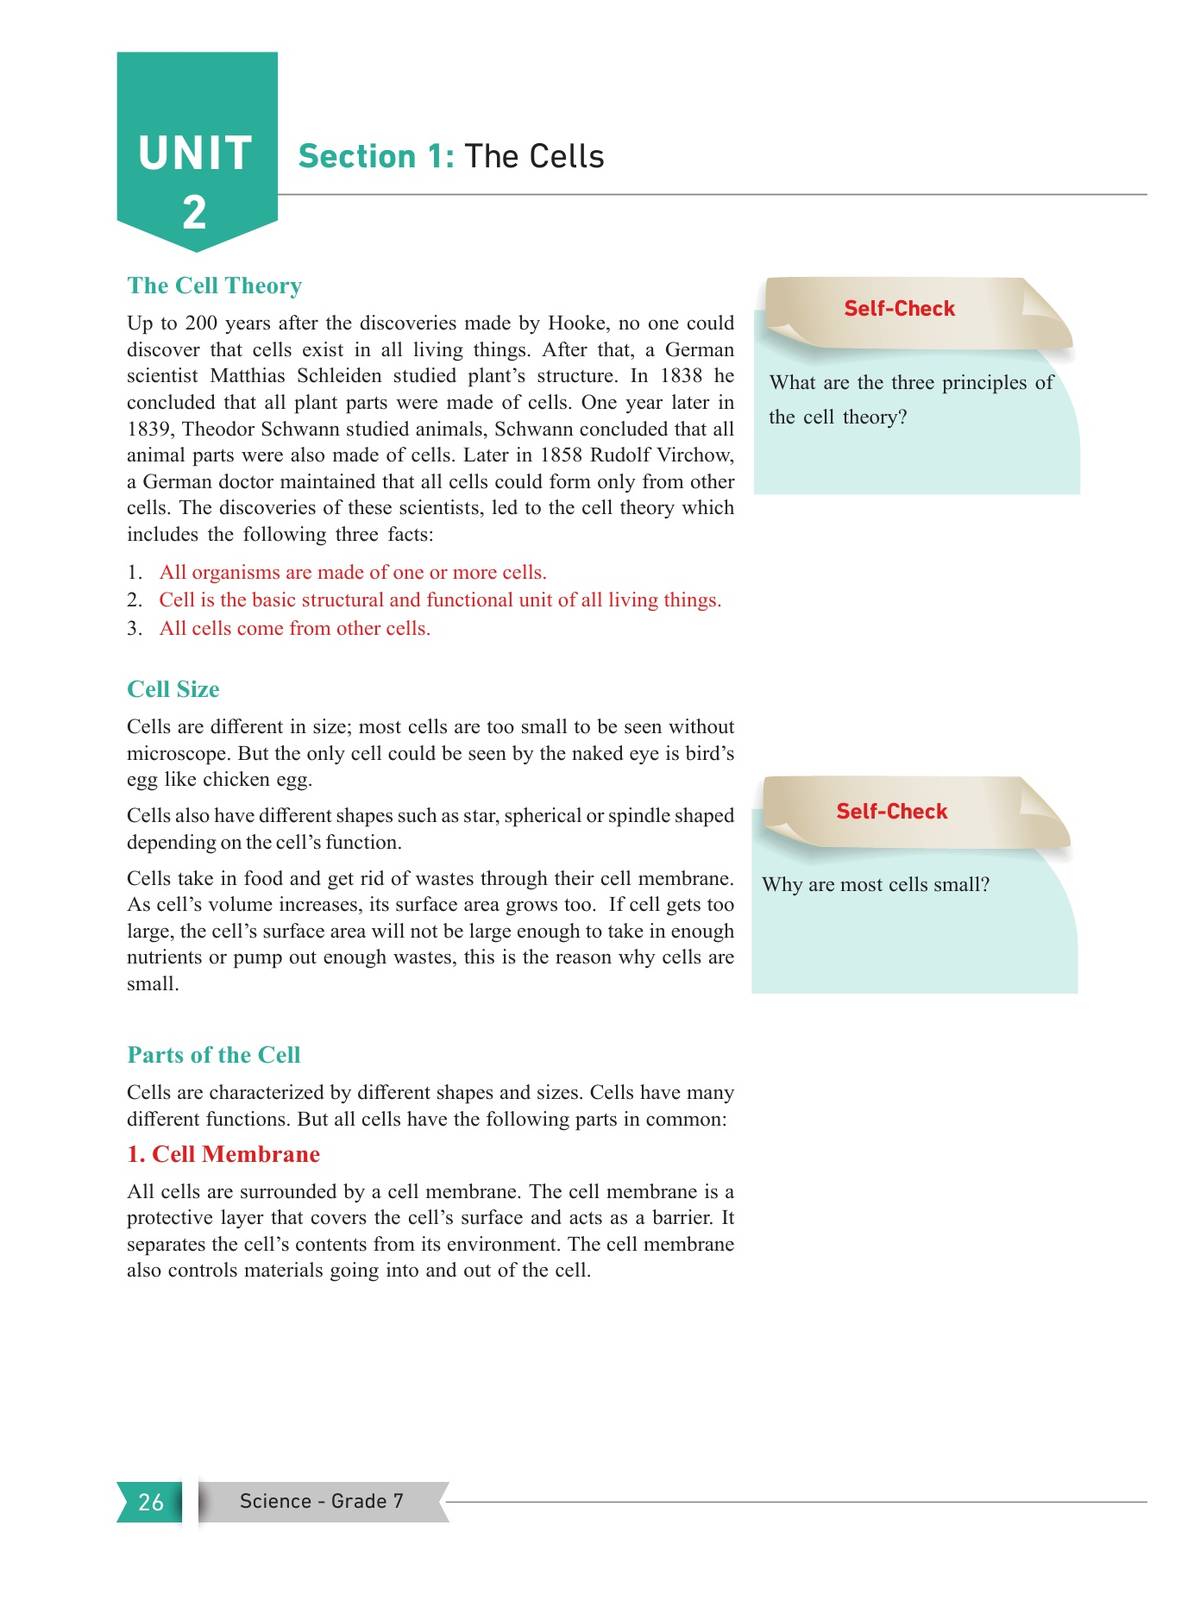 UNIT
2
Section 1: The Cells
The Cell Theory
Up to 200 years after the discoveries made by Hooke, no one could
discover that cells exist in all living things. After that, a German
scientist Matthias Schleiden studied plant’s structure. In 1838 he
concluded that all plant parts were made of cells. One year later in
1839, Theodor Schwann studied animals, Schwann concluded that all
animal parts were also made of cells. Later in 1858 Rudolf Virchow,
a German doctor maintained that all cells could form only from other
cells. The discoveries of these scientists, led to the cell theory which
includes the following three facts:
1. All organisms are made of one or more cells.
2. Cell is the basic structural and functional unit of all living things.
3. All cells come from other cells.
Self-Check
What are the three principles of
the cell theory?
Cell Size
Cells are different in size; most cells are too small to be seen without
microscope. But the only cell could be seen by the naked eye is bird’s
egg like chicken egg.
Cells also have different shapes such as star, spherical or spindle shaped
depending on the cell’s function.
Cells take in food and get rid of wastes through their cell membrane.
As cell’s volume increases, its surface area grows too. If cell gets too
large, the cell’s surface area will not be large enough to take in enough
nutrients or pump out enough wastes, this is the reason why cells are
small.
Self-Check
Why are most cells small?
Parts of the Cell
Cells are characterized by different shapes and sizes. Cells have many
different functions. But all cells have the following parts in common:
1. Cell Membrane
All cells are surrounded by a cell membrane. The cell membrane is a
protective layer that covers the cell’s surface and acts as a barrier. It
separates the cell’s contents from its environment. The cell membrane
also controls materials going into and out of the cell.
26
Science - Grade 7